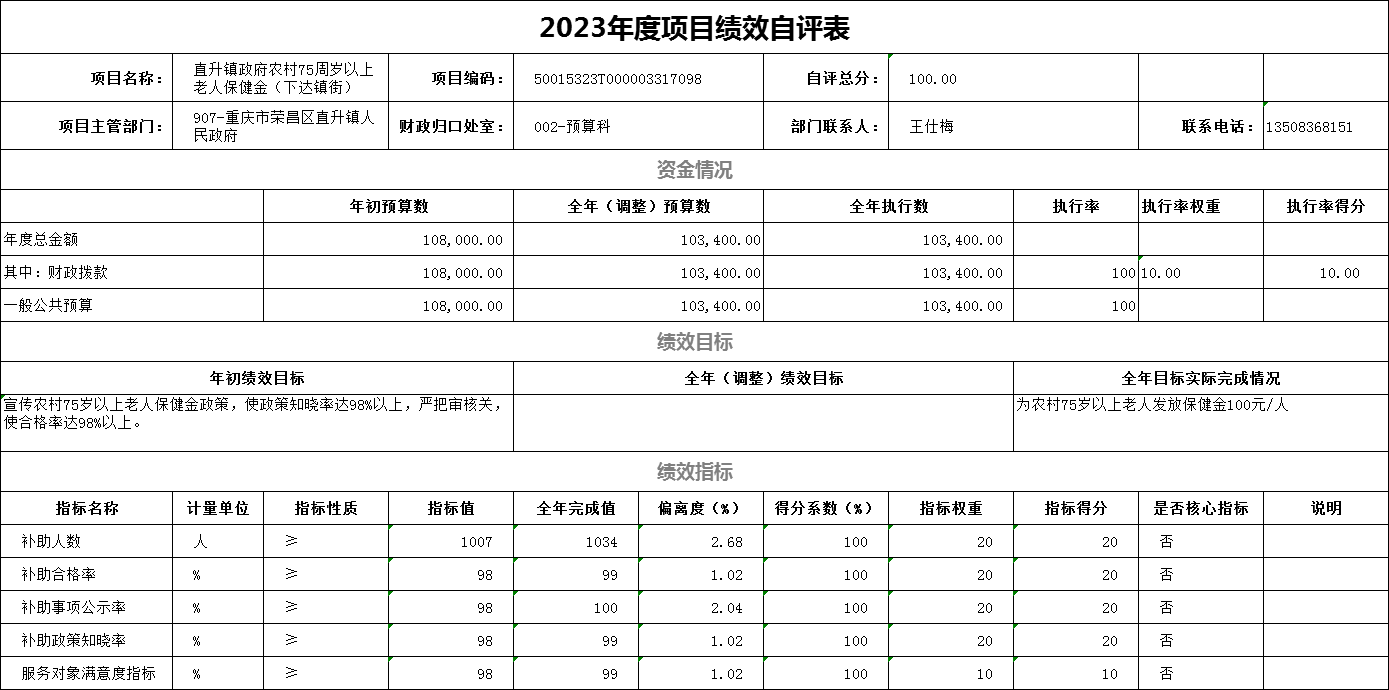 2023年度项目绩效自评表
项目名称： 直升镇政府农村75周岁以上老人保健金（下达镇街） 项目编码： 50015323T000003317098 自评总分： 100.00
项目主管部门： 907-重庆市荣昌区直升镇人民政府 财政归口处室： 002-预算科 部门联系人： 王仕梅 联系电话： 13508368151
资金情况
年初预算数 全年（调整）预算数 全年执行数 执行率 执行率权重 执行率得分
年度总金额 108,000.00 103,400.00 103,400.00
其中：财政拨款 108,000.00 103,400.00 103,400.00 100 10.00 10.00
一般公共预算 108,000.00 103,400.00 103,400.00 100
绩效目标
年初绩效目标 全年（调整）绩效目标 全年目标实际完成情况
宣传农村75岁以上老人保健金政策，使政策知晓率达98%以上，严把审核关，
使合格率达98%以上。
为农村75岁以上老人发放保健金100元/人
绩效指标
指标名称 计量单位 指标性质 指标值 全年完成值 偏离度（%） 得分系数（%） 指标权重 指标得分 是否核心指标 说明
补助人数 人 ≥ 1007 1034 2.68 100 20 20 否
补助合格率 % ≥ 98 99 1.02 100 20 20 否
补助事项公示率 % ≥ 98 100 2.04 100 20 20 否
补助政策知晓率 % ≥ 98 99 1.02 100 20 20 否
服务对象满意度指标 % ≥ 98 99 1.02 100 10 10 否